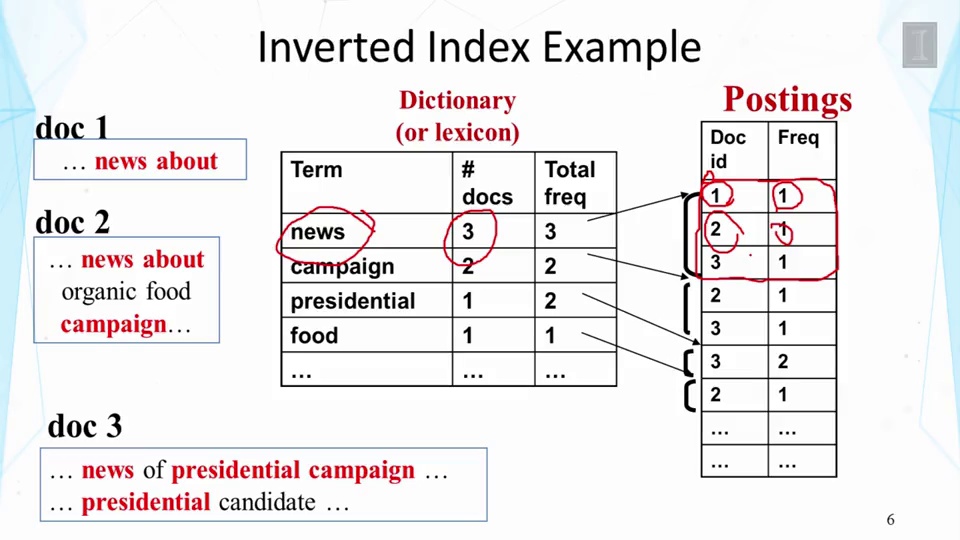 Inverted Index Example
doc 1
… news about
doc 2
… news about
organic food
campaign…
doc 3
… news of presidential campaign …
… presidential candidate …
Dictionary
(or lexicon)
Term # docs Total freq
news 3 3
campaign 2 2
presidential 1 2
food 1 1
… … …
Postings
Doc id Freq
1 1
2 1
3 1
2 1
3 1
3 2
2 1
… …
… …
6
I